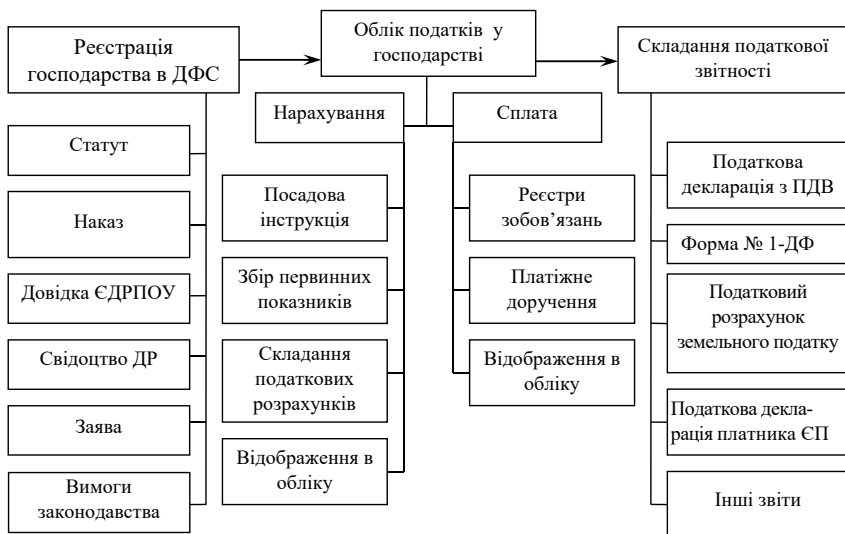 Реєстрація
господарства в ДФС
Облік податків у
господарстві
Складання податкової
звітності
Нарахування
Сплата
Статут
Наказ
Довідка ЄДРПОУ
Свідоцтво ДР
Заява
Вимоги
законодавства
Посадова
інструкція
Збір первинних
показників
Складання
податкових
розрахунків
Відображення в
обліку
Реєстри
зобов’язань
Платіжне
доручення
Відображення в
обліку
Податкова
декларація з ПДВ
Форма № 1-ДФ
Податковий
розрахунок
земельного податку
Податкова декла-
рація платника ЄП
Інші звіти